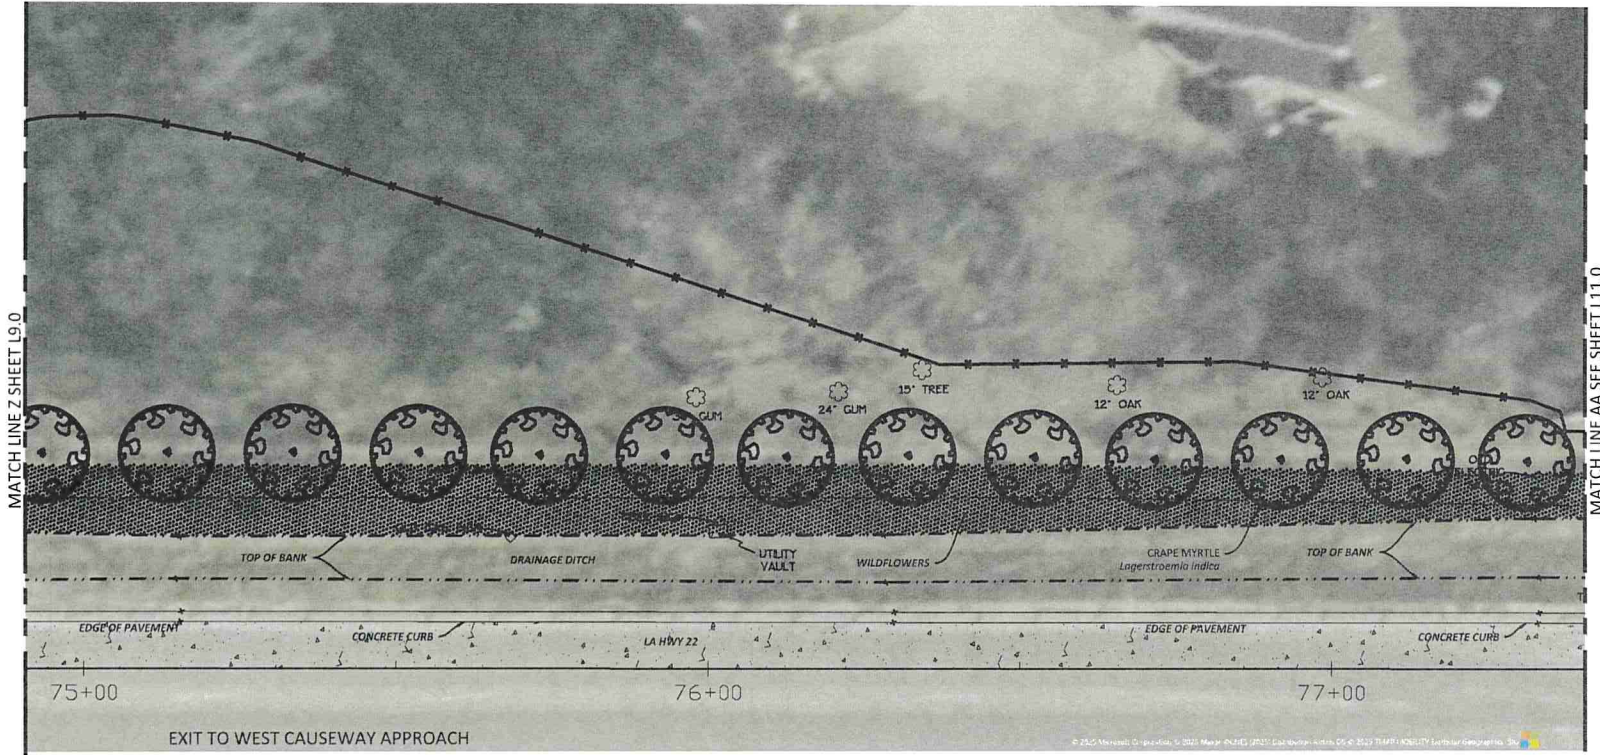 MATCH LINE Z SHEET L9.0
MATCH LINE AA SEE SHEET L11.0
GUM
24" GUM
15" TREE
12" OAK
12" OAK
TOP OF BANK
DRAINAGE DITCH
UTILITY
VAULT
WILDFLOWERS
CRAPE MYRTLE
Lagerstroemia indica
TOP OF BANK
T
EDGE OF PAVEMENT
CONCRETE CURB
LA HWY 22
EDGE OF PAVEMENT
CONCRETE CURB
75+00
76+00
77+00
EXIT TO WEST CAUSEWAY APPROACH